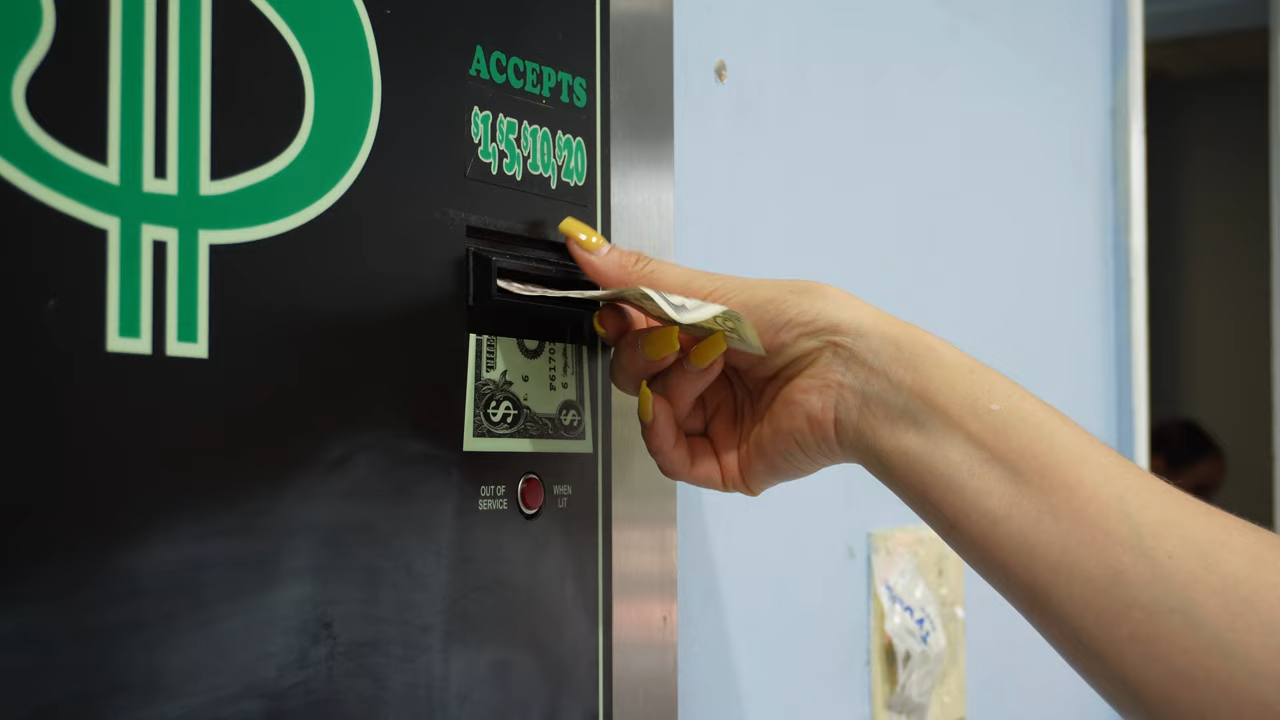 $
ACCEPTS
$1, $5, $10, $20
OUT OF SERVICE
WHEN LIT